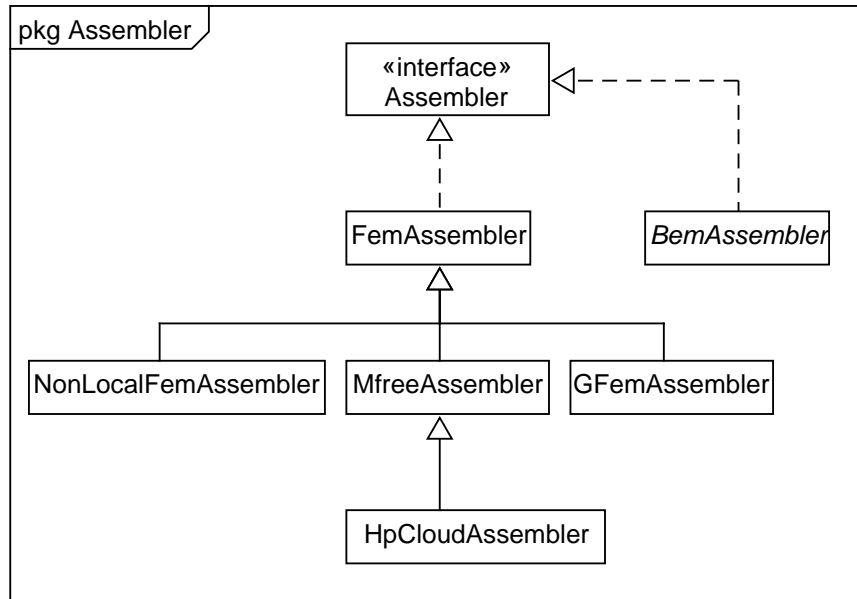 pkg Assembler
«interface»
Assembler
FemAssembler
BemAssembler
NonLocalFemAssembler
MfreeAssembler
GFemAssembler
HpCloudAssembler